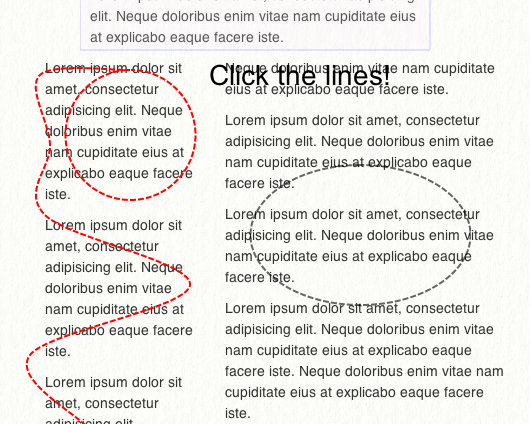 elit. Neque doloribus enim vitae nam cupiditate eius
at explicabo eaque facere iste.
Click the lines!
Lorem ipsum dolor sit
amet, consectetur
adipisicing elit. Neque
doloribus enim vitae
nam cupiditate eius at
explicabo eaque facere
iste.
Lorem ipsum dolor sit
amet, consectetur
adipisicing elit. Neque
doloribus enim vitae
nam cupiditate eius at
explicabo eaque facere
iste.
Lorem ipsum dolor sit
amet, consectetur
adipisicing elit.
Neque doloribus enim vitae nam cupiditate
eius at explicabo eaque facere iste.
Lorem ipsum dolor sit amet, consectetur
adipisicing elit. Neque doloribus enim vitae
nam cupiditate eius at explicabo eaque
facere iste.
Lorem ipsum dolor sit amet, consectetur
adipisicing elit. Neque doloribus enim vitae
nam cupiditate eius at explicabo eaque
facere iste.
Lorem ipsum dolor sit amet, consectetur
adipisicing elit. Neque doloribus enim vitae
nam cupiditate eius at explicabo eaque
facere iste. Neque doloribus enim vitae nam
cupiditate eius at explicabo eaque facere
iste.